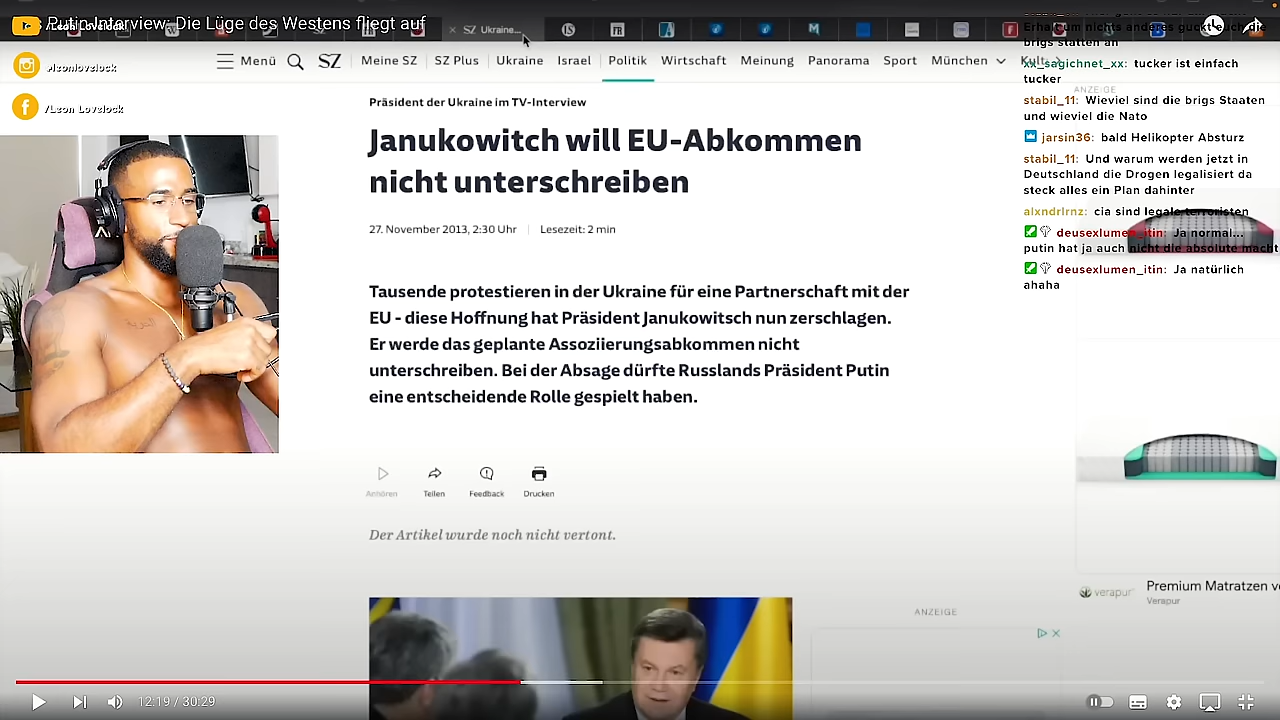 Putin-Interview: Die Lüge des Westens fliegt auf
SZ Ukraine...
/leonlovelock
/Leon Lovelock
Menü SZ Meine SZ SZ Plus Ukraine Israel Politik Wirtschaft Meinung Panorama Sport München
Präsident der Ukraine im TV-Interview
Janukowitch will EU-Abkommen
nicht unterschreiben
27. November 2013, 2:30 Uhr
Lesezeit: 2 min
Tausende protestieren in der Ukraine für eine Partnerschaft mit der
EU - diese Hoffnung hat Präsident Janukowitsch nun zerschlagen.
Er werde das geplante Assoziierungsabkommen nicht
unterschreiben. Bei der Absage dürfte Russlands Präsident Putin
eine entscheidende Rolle gespielt haben.
Anhören Teilen Feedback Drucken
Der Artikel wurde noch nicht vertont.
ANZEIGE
brigs statten an
xx_sagichnet_xx: tucker ist einfach
tucker
ANZEIGE
stabil_11: Wieviel sind die brigs Staaten
und wieviel die Nato
jarsin36: bald Helikopter Absturz
stabil_11: Und warum werden jetzt in
Deutschland die Drogen legalisiert da
steck alles ein Plan dahinter
alxndrlrnz: cia sind legale terroristen
deusexlumen_itin: Ja normal...
putin hat ja auch nicht die absolute macht
deusexlumen_itin: Ja natürlich
ahaha
verapur
Premium Matratzen v
Verapur
12:19 / 30:29